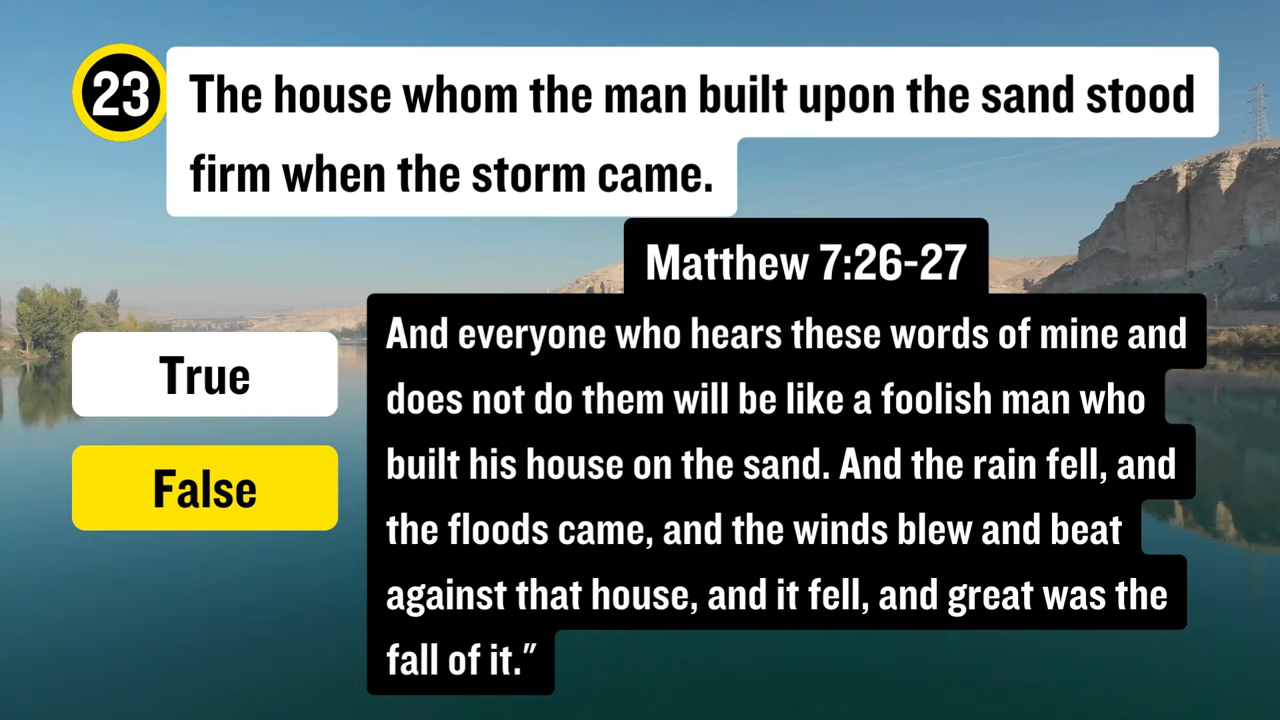 23
The house whom the man built upon the sand stood
firm when the storm came.
Matthew 7:26-27
True
False
And everyone who hears these words of mine and
does not do them will be like a foolish man who
built his house on the sand. And the rain fell, and
the floods came, and the winds blew and beat
against that house, and it fell, and great was the
fall of it.”